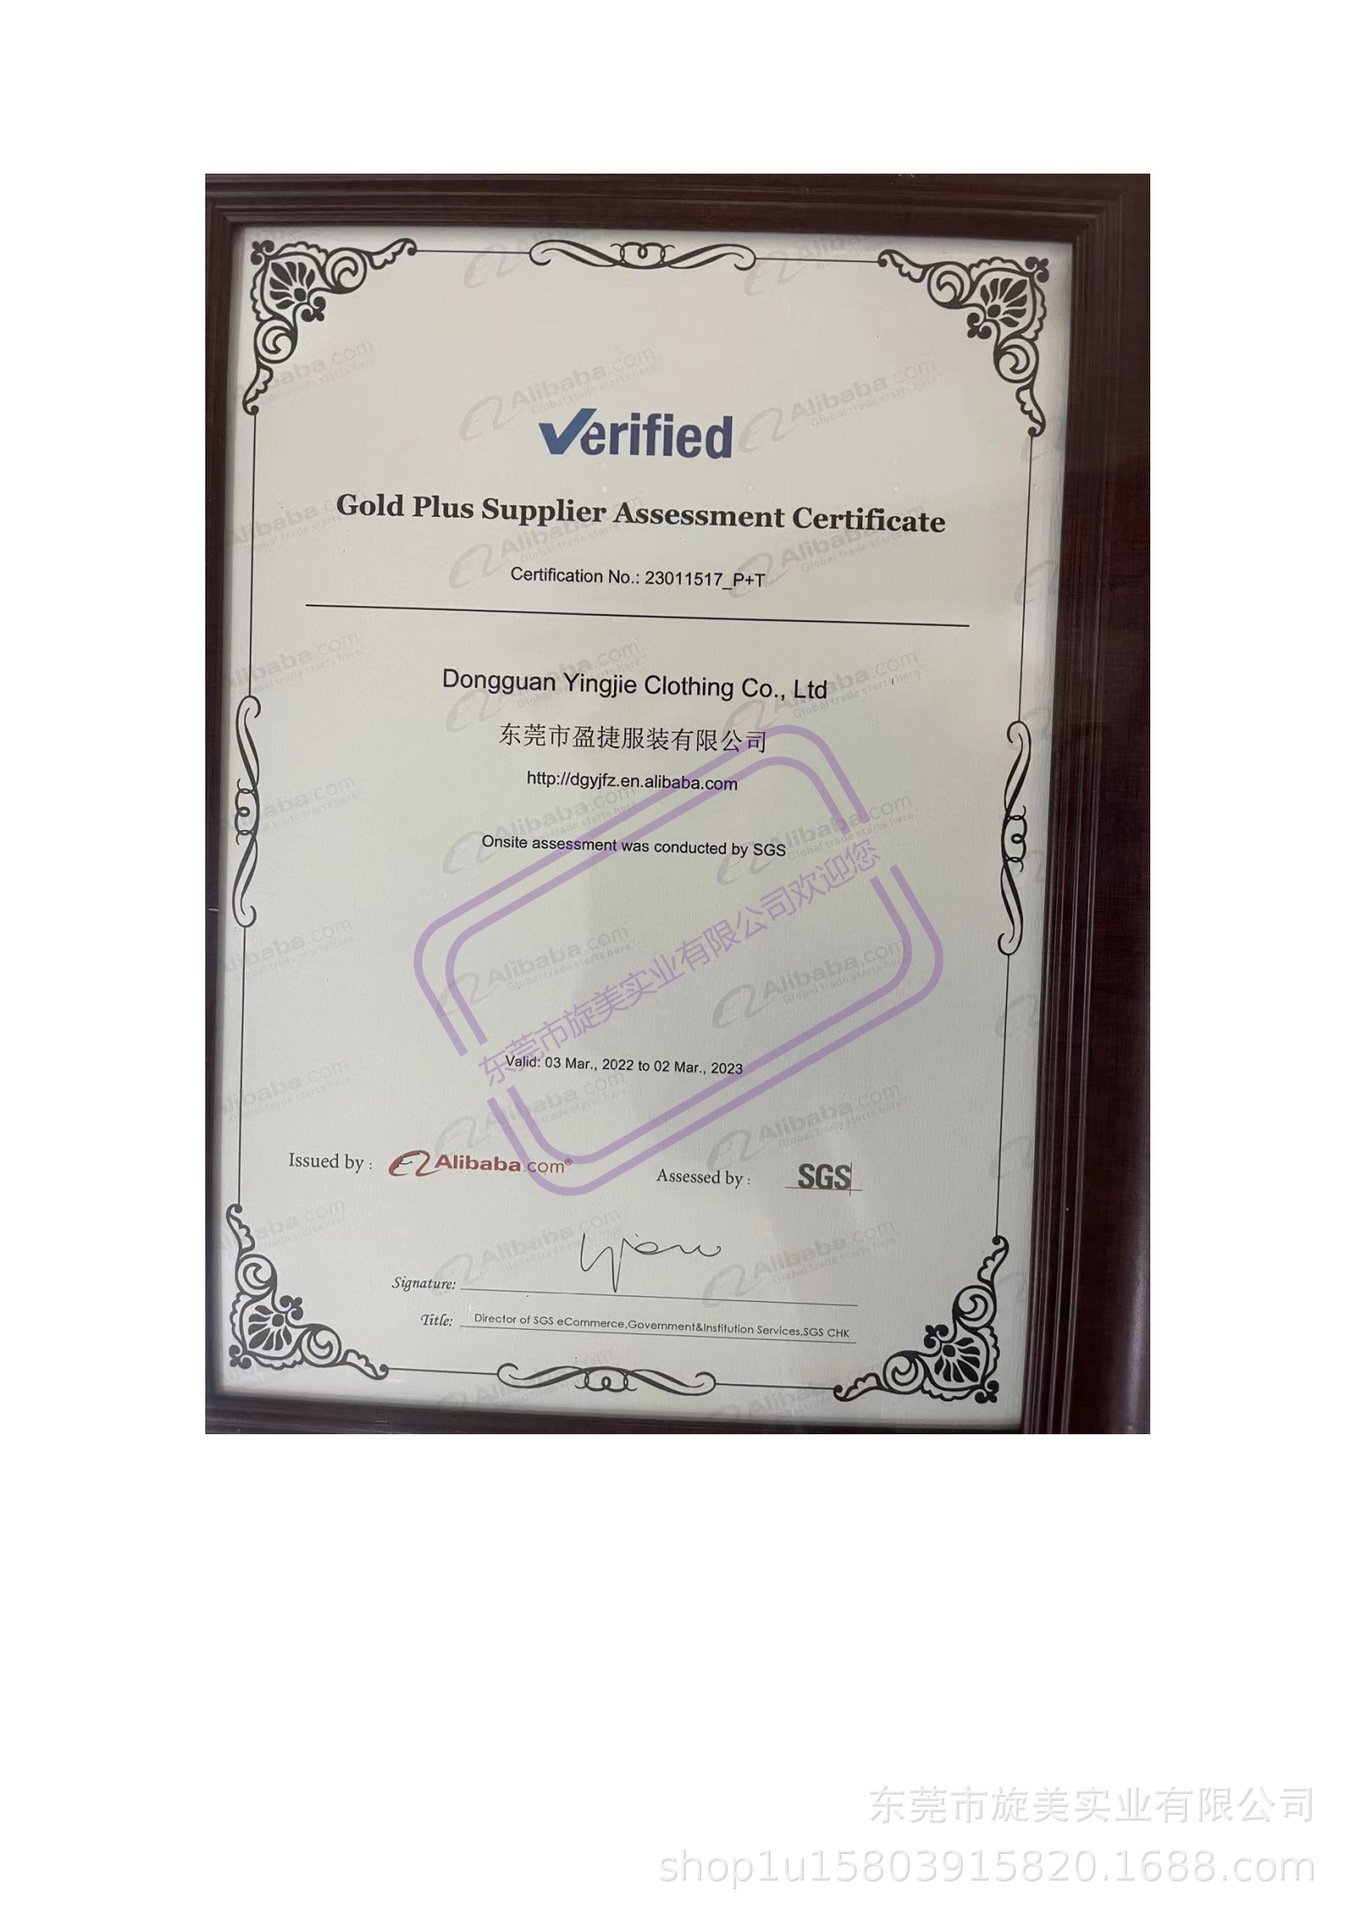 Verified
Gold Plus Supplier Assessment Certificate
Certification No.: 23011517_P+T
Dongguan Yingjie Clothing Co., Ltd
东莞市盈捷服装有限公司
http://dgyjfz.en.alibaba.com
Onsite assessment was conducted by SGS
东莞市旋美实业有限公司欢迎您
Valid: 03 Mar., 2022 to 02 Mar., 2023
Issued by : Alibaba.com® Assessed by : SGS
Signature:
Title: Director of SGS eCommerce,Government&Institution Services,SGS CHK
东莞市旋美实业有限公司
shop1u15803915820.1688.com